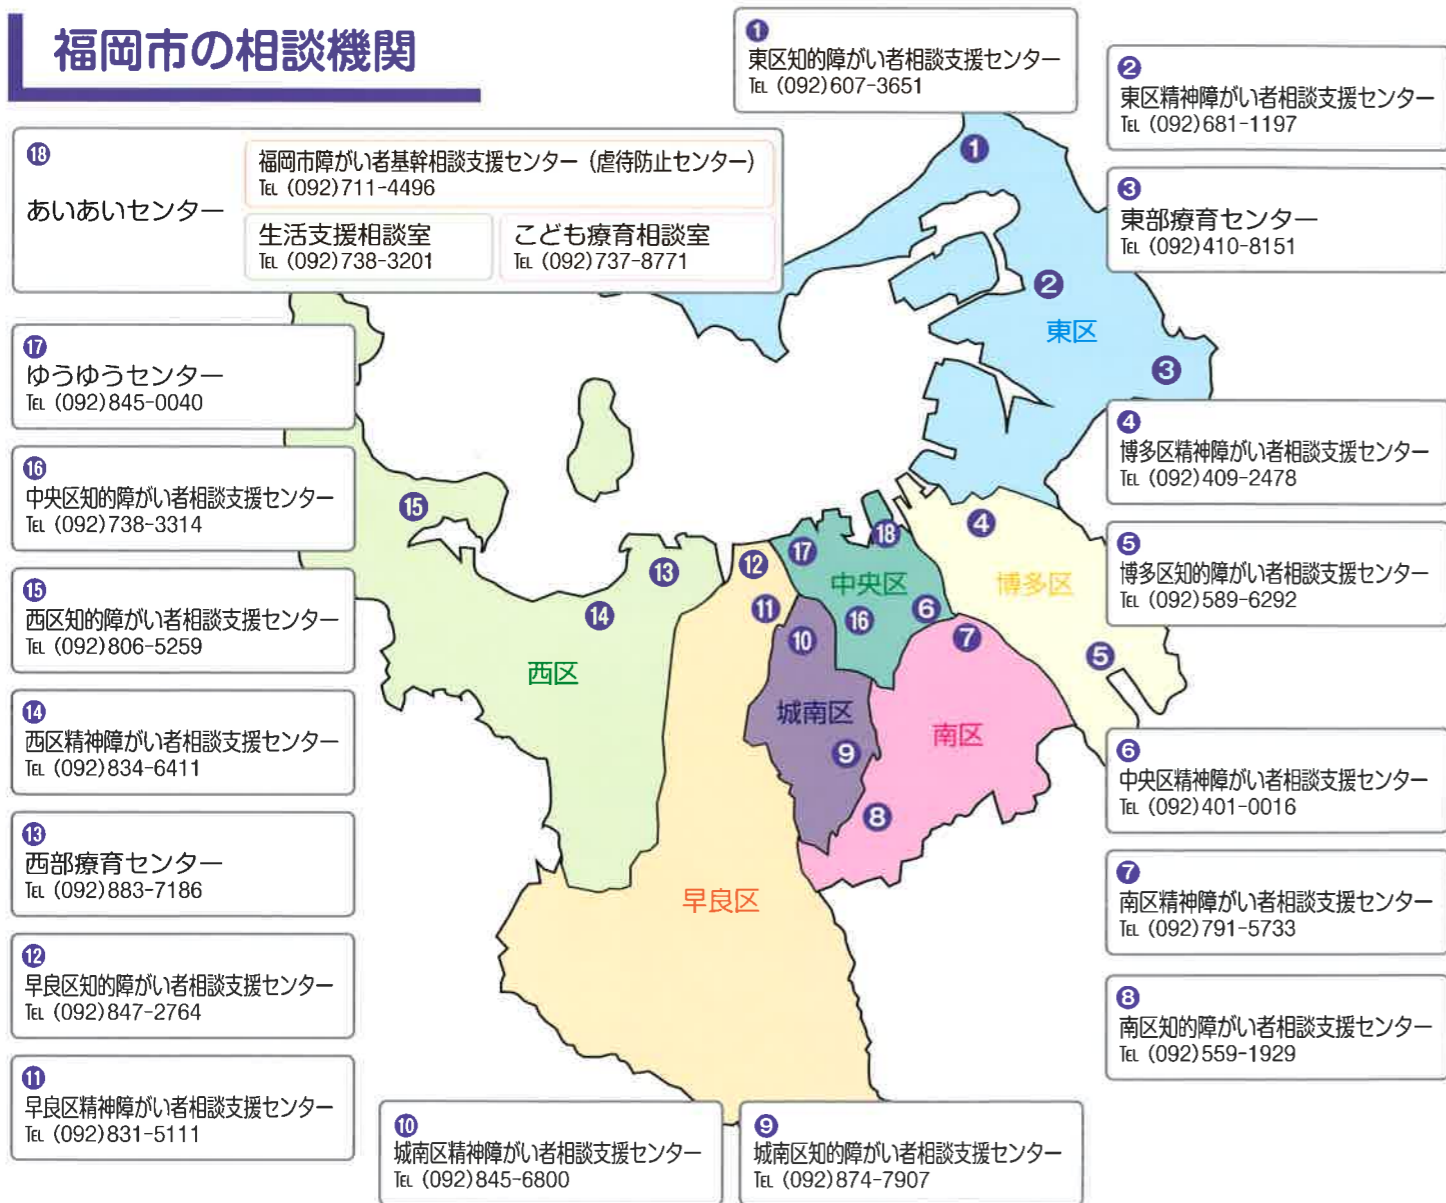 福岡市の相談機関
❶
東区知的障がい者相談支援センター
TEL (092)607-3651
❷
東区精神障がい者相談支援センター
TEL (092)681-1197
❸
東部療育センター
TEL (092)410-8151
❹
博多区精神障がい者相談支援センター
TEL (092)409-2478
❺
博多区知的障がい者相談支援センター
TEL (092)589-6292
❻
中央区精神障がい者相談支援センター
TEL (092)401-0016
❼
南区精神障がい者相談支援センター
TEL (092)791-5733
❽
南区知的障がい者相談支援センター
TEL (092)559-1929
❾
城南区知的障がい者相談支援センター
TEL (092)874-7907
❿
城南区精神障がい者相談支援センター
TEL (092)845-6800
⓫
早良区精神障がい者相談支援センター
TEL (092)831-5111
⓬
早良区知的障がい者相談支援センター
TEL (092)847-2764
⓭
西部療育センター
TEL (092)883-7186
⓮
西区精神障がい者相談支援センター
TEL (092)834-6411
⓯
西区知的障がい者相談支援センター
TEL (092)806-5259
⓰
中央区知的障がい者相談支援センター
TEL (092)738-3314
⓱
ゆうゆうセンター
TEL (092)845-0040
⓲
あいあいセンター
福岡市障がい者基幹相談支援センター（虐待防止センター）
TEL (092)711-4496
生活支援相談室
TEL (092)738-3201
こども療育相談室
TEL (092)737-8771
❶
❷
東区
❸
❹
博多区
❺
⓲
⓱
中央区
❻
⓰
❼
南区
❽
❿
城南区
❾
⓬
⓫
早良区
⓭
⓮
⓯
西区